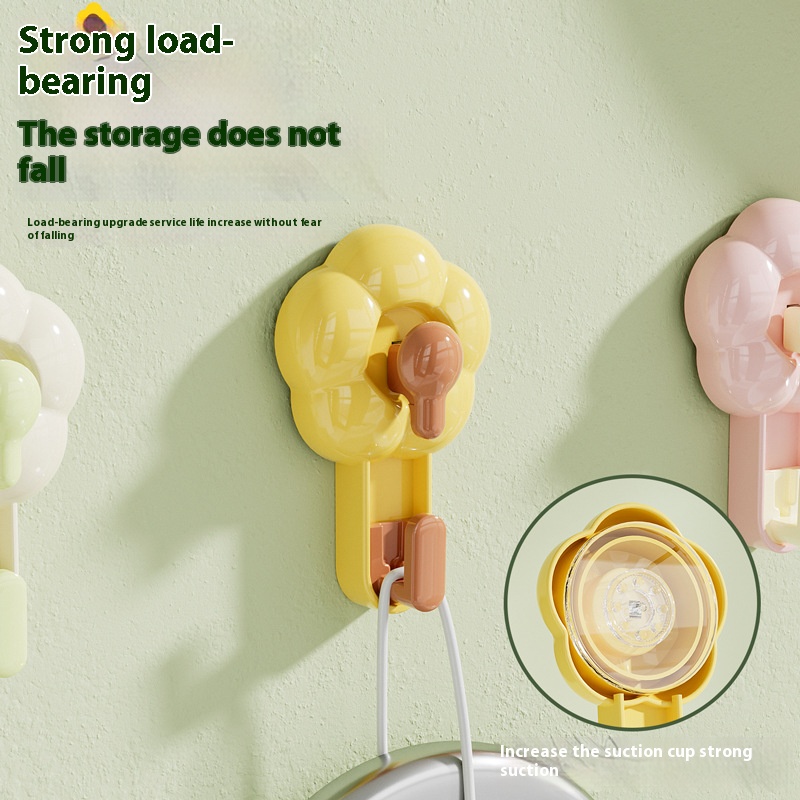 Strong load-
bearing
The storage does not
fall
Load-bearing upgrade service life increase without fear
of falling
Increase the suction cup strong
suction